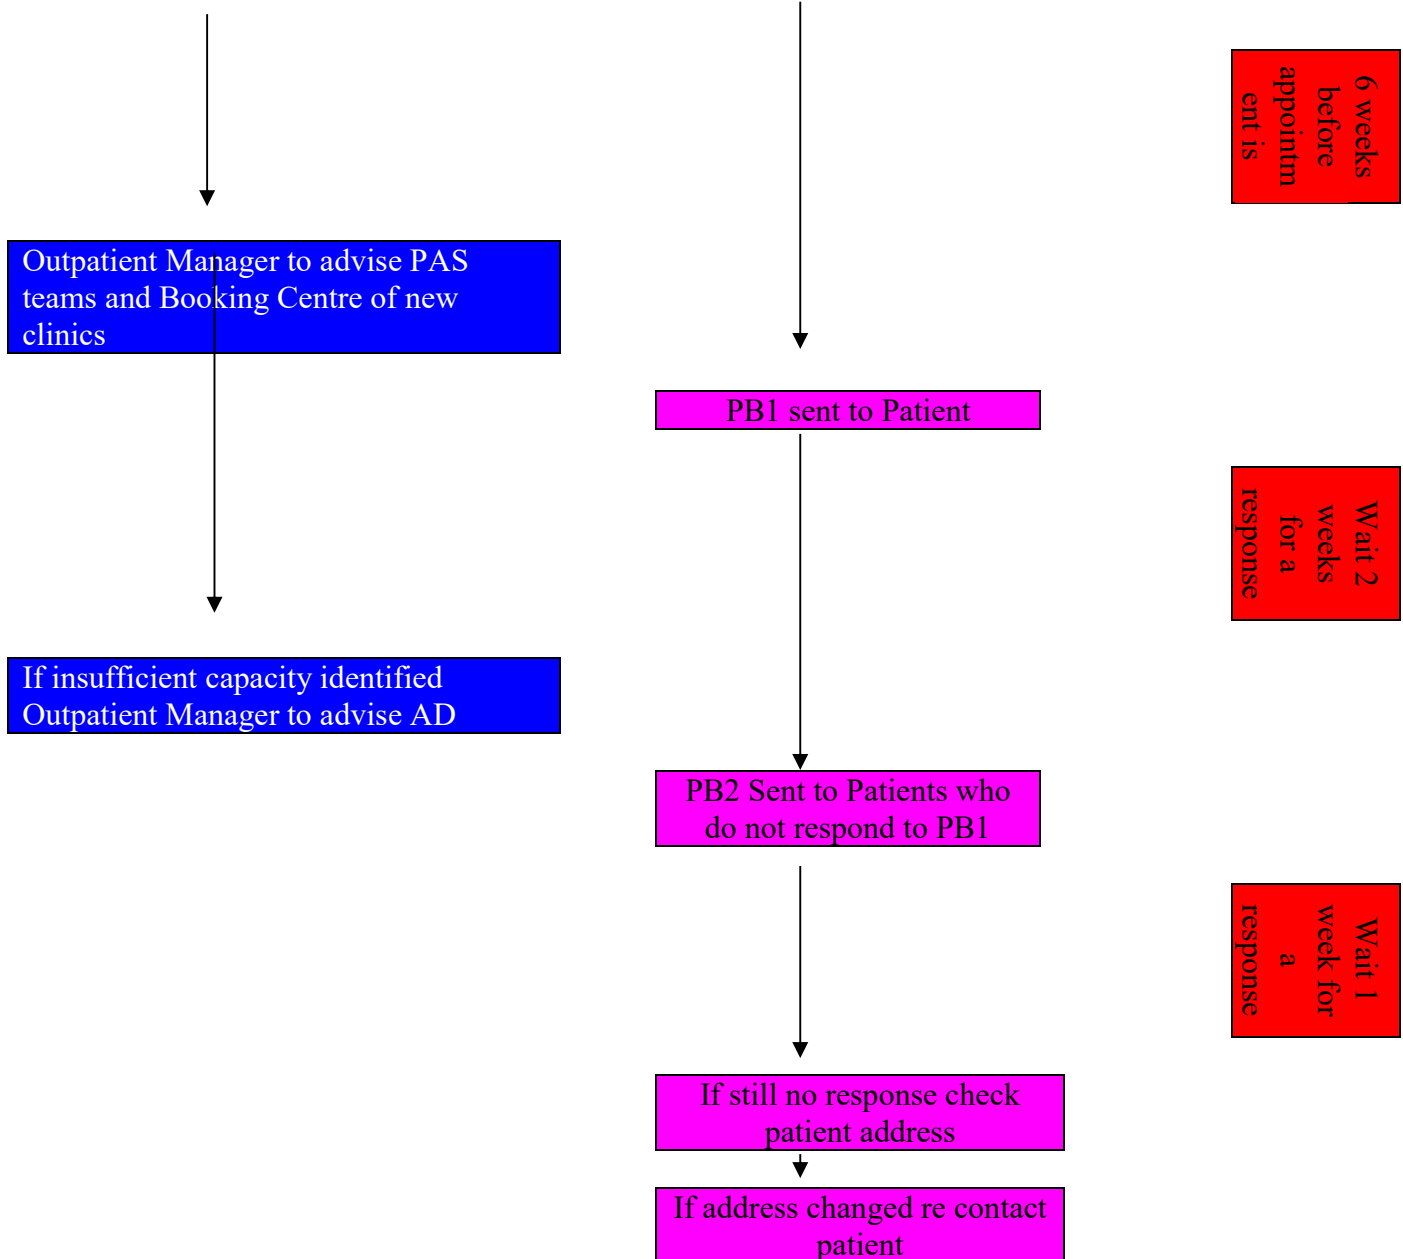 6 weeks
before
appointm
ent is
Outpatient Manager to advise PAS
teams and Booking Centre of new
clinics
PB1 sent to Patient
Wait 2
weeks
for a
response
If insufficient capacity identified
Outpatient Manager to advise AD
PB2 Sent to Patients who
do not respond to PB1
Wait 1
week for
a
response
If still no response check
patient address
If address changed re contact
patient